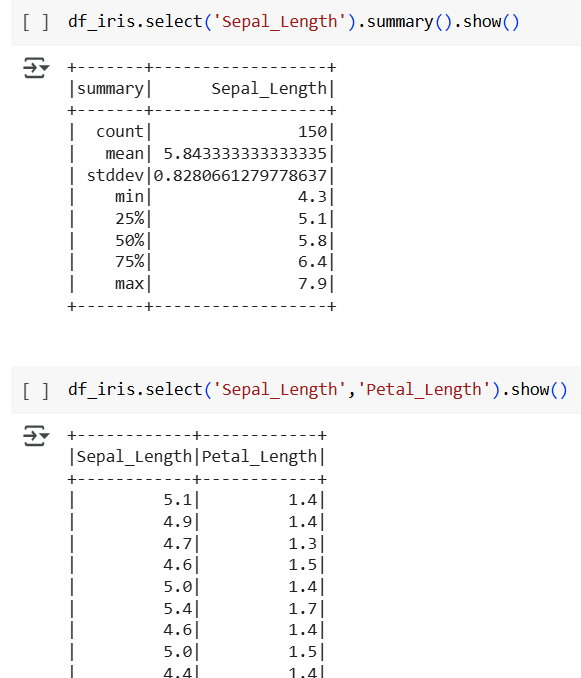 [ ] df_iris.select('Sepal_Length').summary().show()
+-------+------------------+
|summary|      Sepal_Length|
+-------+------------------+
|  count|               150|
|   mean| 5.843333333333335|
| stddev|0.8280661279778637|
|    min|               4.3|
|    25%|               5.1|
|    50%|               5.8|
|    75%|               6.4|
|    max|               7.9|
+-------+------------------+
[ ] df_iris.select('Sepal_Length','Petal_Length').show()
+------------+------------+
|Sepal_Length|Petal_Length|
+------------+------------+
|         5.1|         1.4|
|         4.9|         1.4|
|         4.7|         1.3|
|         4.6|         1.5|
|         5.0|         1.4|
|         5.4|         1.7|
|         4.6|         1.4|
|         5.0|         1.5|
|         4.4|         1.4|